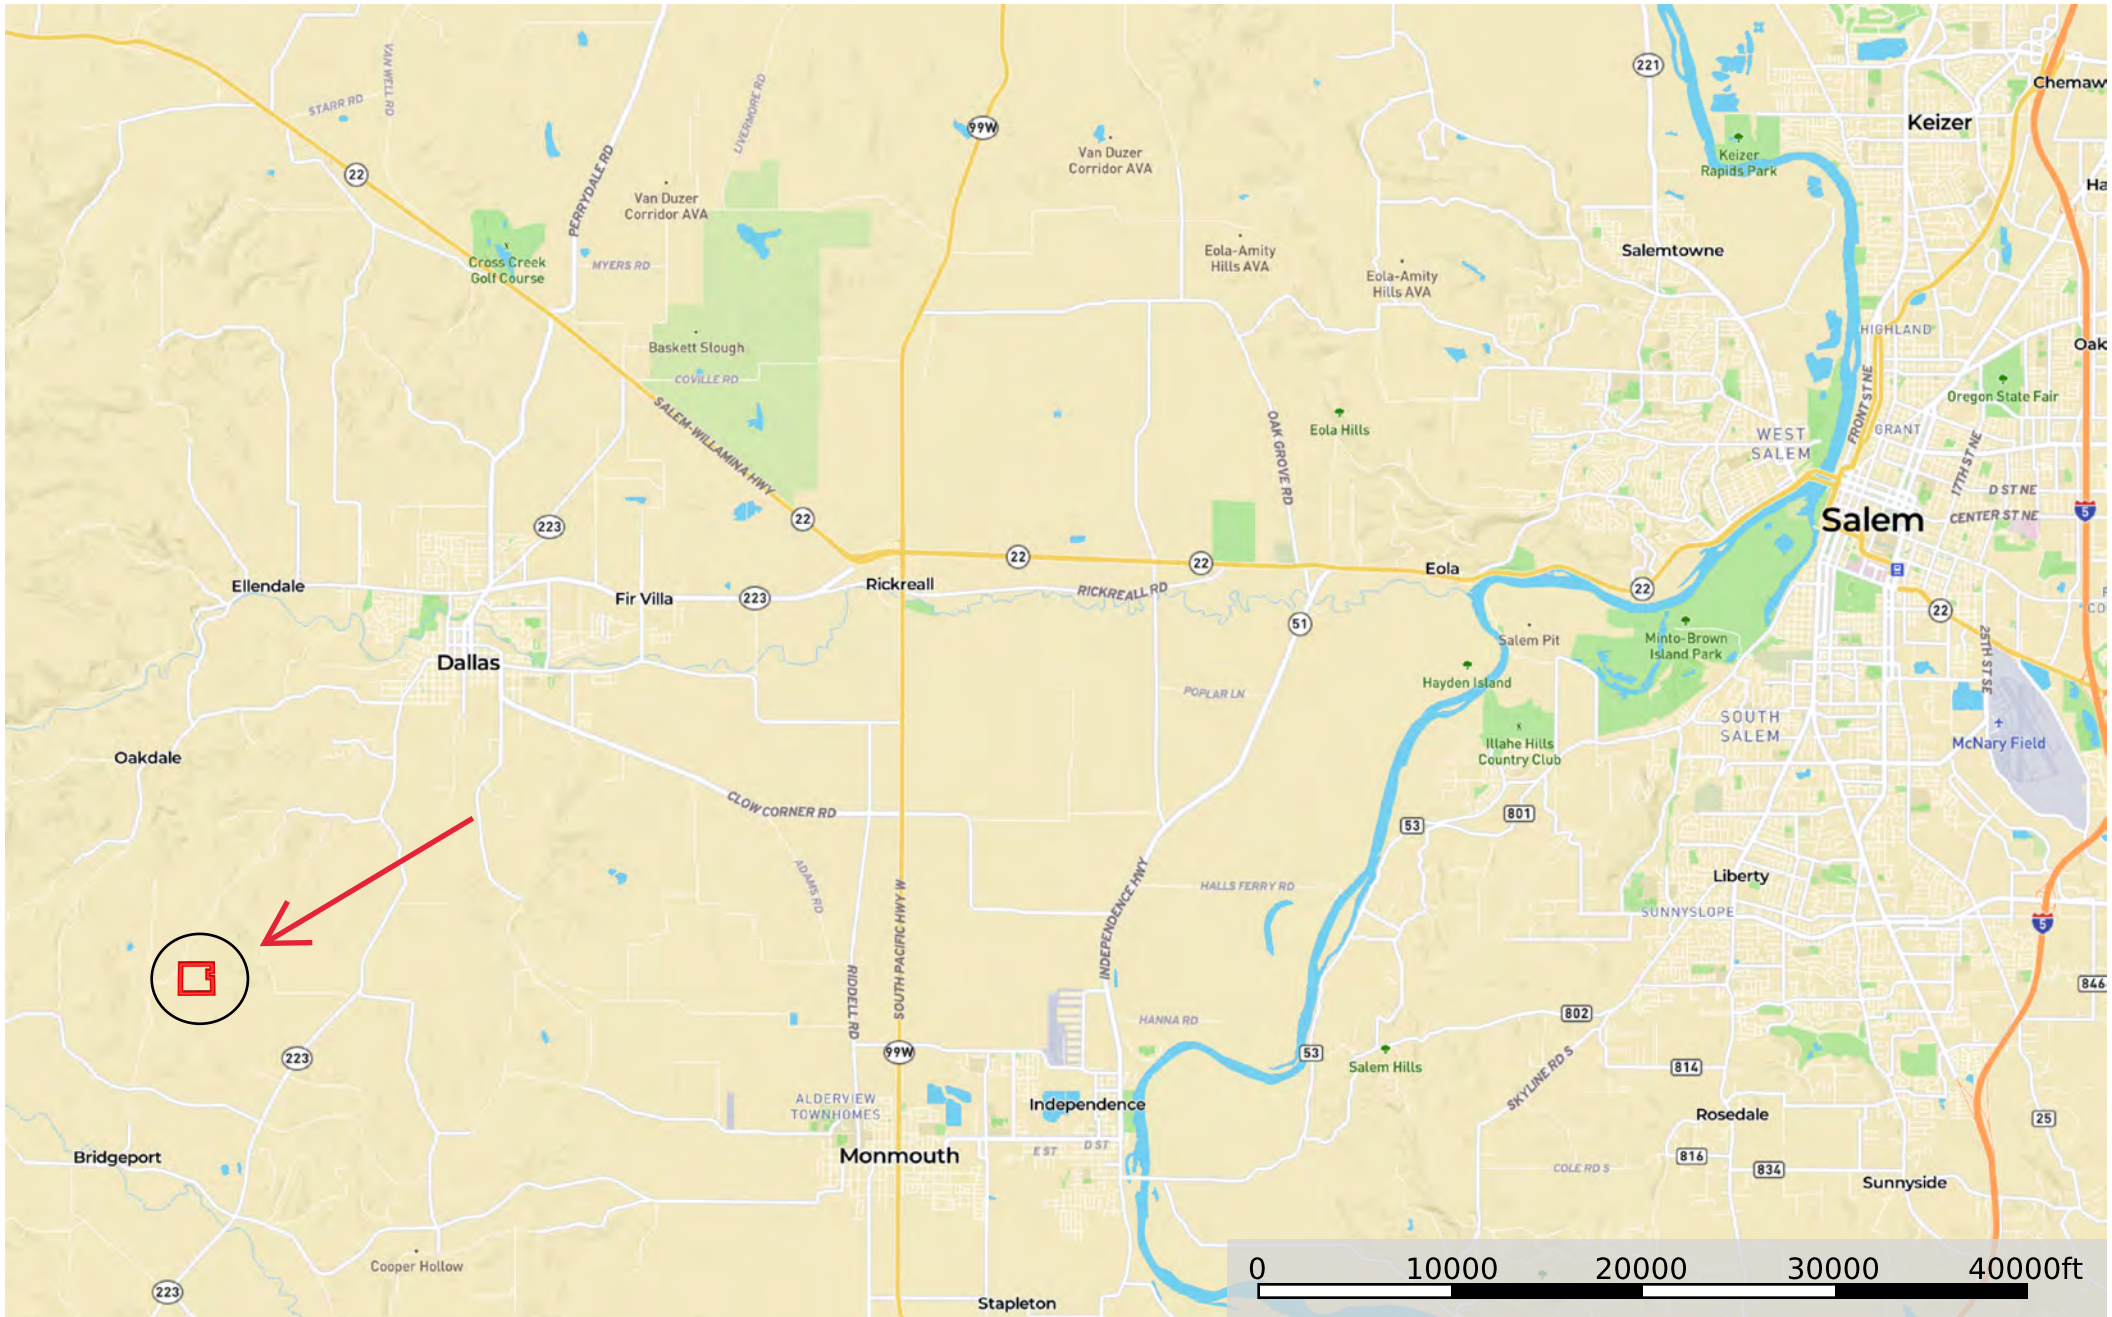 VAN WELL RD
STARR RD
22
PERRYDALE RD
LIVERMORE RD
99W
Van Duzer
Corridor AVA
Van Duzer
Corridor AVA
221
Keizer
Rapids Park
Keizer
Chemaw
Ha
Cross Creek
Golf Course
MYERS RD
Eola-Amity
Hills AVA
Eola-Amity
Hills AVA
Salemtowne
HIGHLAND
Oak
Baskett Slough
COVILLE RD
SALEM-WILLAMINA HWY
OAK GROVE RD
Eola Hills
WEST
SALEM
FRONT ST NE
GRANT
17TH ST NE
Oregon State Fair
D ST NE
CENTER ST NE
5
Salem
223
22
22
22
Eola
22
22
Ellendale
Fir Villa
223
Rickreall
RICKREALL RD
51
Salem Pit
Minto-Brown
Island Park
25TH ST SE
Dallas
Hayden Island
POPLAR LN
SOUTH
SALEM
McNary Field
Illahe Hills
Country Club
Oakdale
CLOW CORNER RD
53
801
ADAMS RD
INDEPENDENCE HWY
HALLS FERRY RD
Liberty
SUNNYSLOPE
5
RIDDELL RD
SOUTH PACIFIC HWY W
846
HANNA RD
802
223
99W
53
Salem Hills
SKYLINE RD S
814
ALDERVIEW
TOWNHOMES
Independence
Rosedale
25
Bridgeport
Monmouth
E ST
D ST
COLE RD S
816
834
Sunnyside
Cooper Hollow
223
Stapleton
0 10000 20000 30000 40000ft